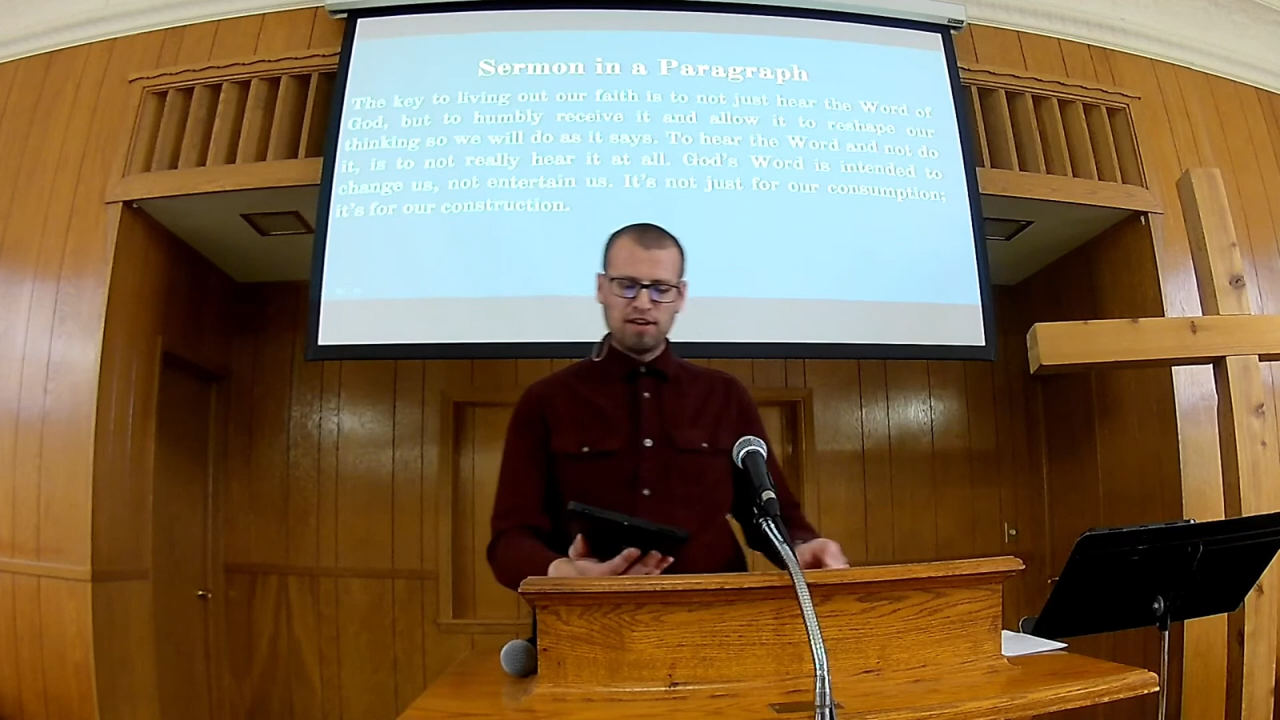 Sermon in a Paragraph
The key to living out our faith is to not just hear the Word of
God, but to humbly receive it and allow it to reshape our
thinking so we will do as it says. To hear the Word and not do
it, is to not really hear it at all. God's Word is intended to
change us, not entertain us. It's not just for our consumption;
it's for our construction.